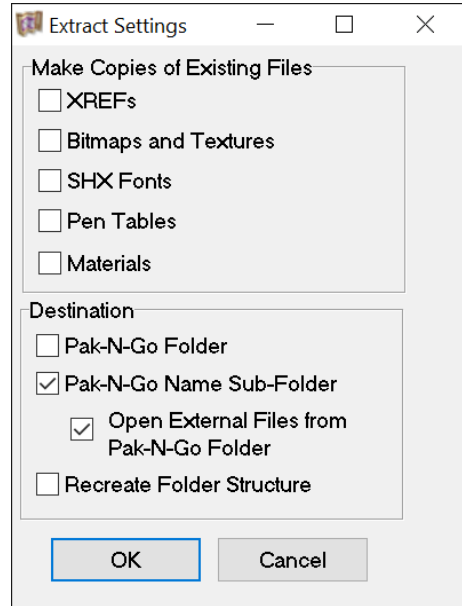 Extract Settings
Make Copies of Existing Files
XREFs
Bitmaps and Textures
SHX Fonts
Pen Tables
Materials
Destination
Pak-N-Go Folder
Pak-N-Go Name Sub-Folder
Open External Files from
Pak-N-Go Folder
Recreate Folder Structure
OK
Cancel